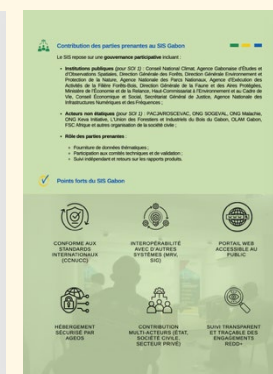 Contribution des parties prenantes au SIS Gabon
Le SIS repose sur une gouvernance participative incluant :
Institutions publiques (pour SOI 1) : Conseil National Climat, Agence Gabonaise d'Études et
d'Observations Spatiales, Direction Générale des Forêts, Direction Générale Environnement et
Protection de la Nature, Agence Nationale des Parcs Nationaux, Agence d'Exécution des
Activités de la Filière Forêts-Bois, Direction Générale de la Faune et des Aires Protégées,
Ministère de l'Économie et de la Relance, Haut-Commissariat à l'Environnement et au Cadre de
Vie, Conseil Économique et Social, Secrétariat Général de Justice, Agence Nationale des
Infrastructures Numériques et des Fréquences ;
Acteurs non étatiques (pour SOI 2) : ONG Malachie,
ONG Keva Initiative, L'Union des Forestiers et Industriels du Bois du Gabon, OLAM Gabon,
FSC Afrique et autres organisation de la société civile ;
Rôle des parties prenantes :
Fourniture de données thématiques ;
Participation aux comités techniques et de validation ;
Suivi indépendant et retours sur les rapports produits.
Points forts du SIS Gabon
CONFORME AUX
STANDARDS
INTERNATIONAUX
(CCNUCC)
INTEROPÉRABILITÉ
AVEC D'AUTRES
SYSTÈMES (MRV,
SIG)
PORTAIL WEB
ACCESSIBLE AU
PUBLIC
HÉBERGEMENT
SÉCURISÉ PAR
AGEOS
CONTRIBUTION
MULTI-ACTEURS (ÉTAT,
SOCIÉTÉ CIVILE,
SECTEUR PRIVÉ)
SUIVI TRANSPARENT
ET TRAÇABLE DES
ENGAGEMENTS
REDD+